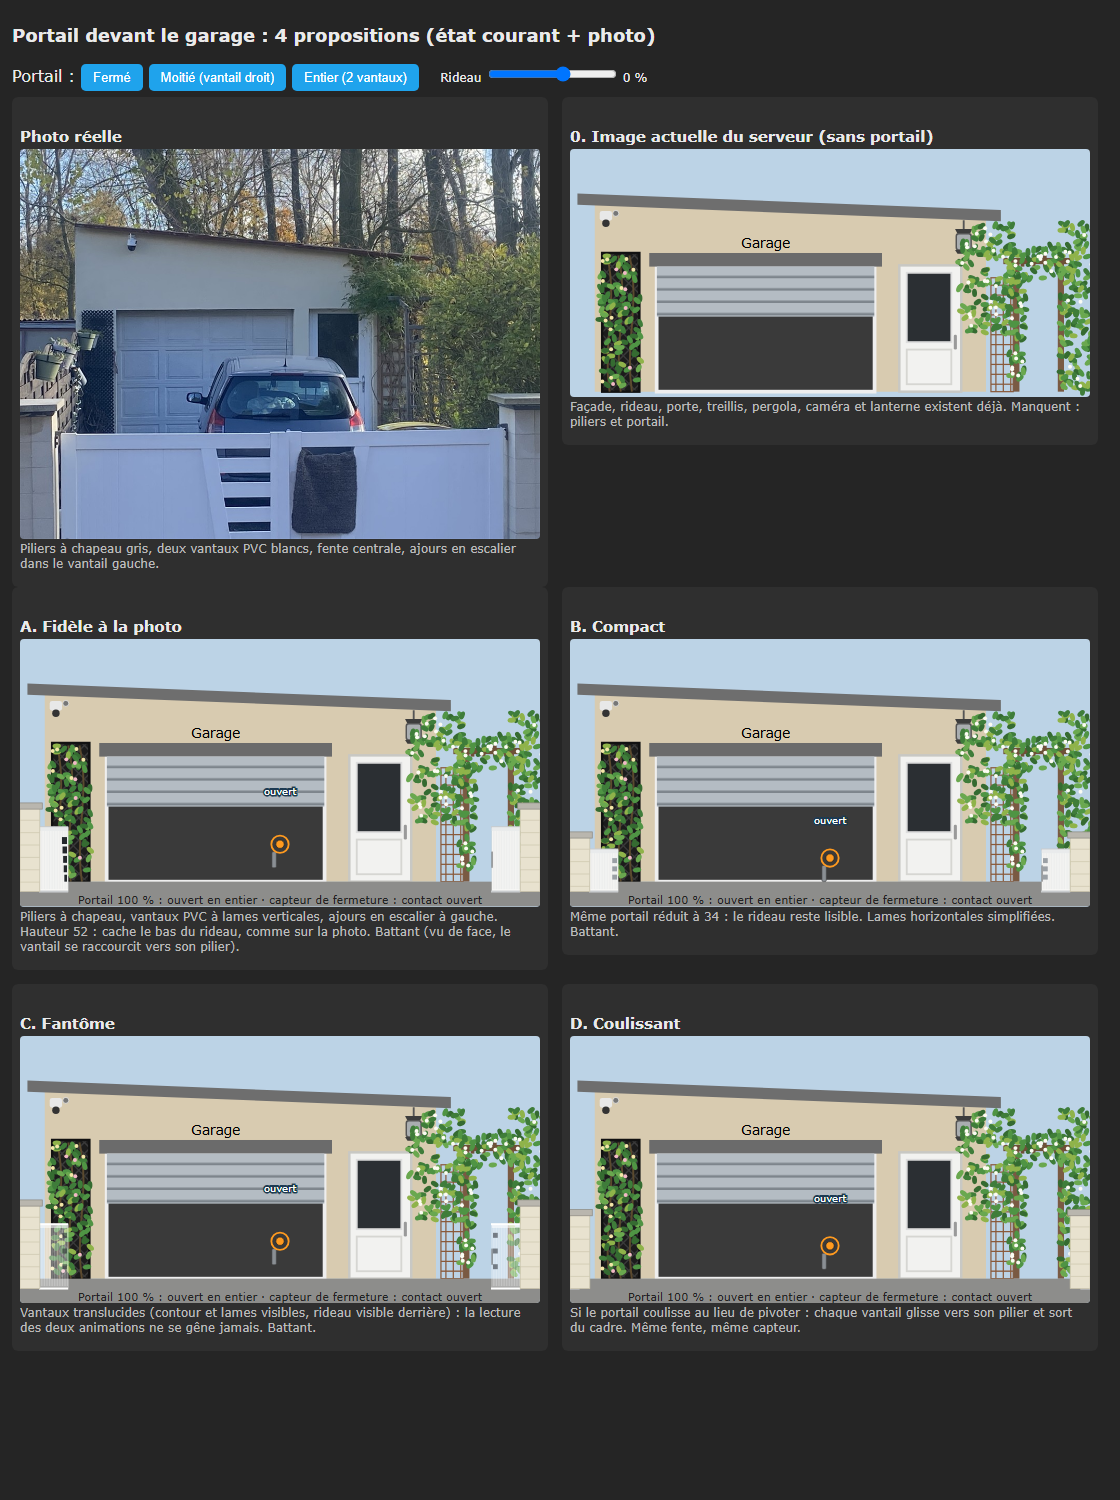 Portail devant le garage : 4 propositions (état courant + photo)
Portail : Fermé Moitié (vantail droit) Entier (2 vantaux) Rideau 0 %
Photo réelle
Piliers à chapeau gris, deux vantaux PVC blancs, fente centrale, ajours en escalier
dans le vantail gauche.
0. Image actuelle du serveur (sans portail)
Garage
Façade, rideau, porte, treillis, pergola, caméra et lanterne existent déjà. Manquent :
piliers et portail.
A. Fidèle à la photo
Garage
ouvert
Portail 100 % : ouvert en entier · capteur de fermeture : contact ouvert
Piliers à chapeau, vantaux PVC à lames verticales, ajours en escalier à gauche.
Hauteur 52 : cache le bas du rideau, comme sur la photo. Battant (vu de face, le
vantail se raccourcit vers son pilier).
B. Compact
Garage
ouvert
Portail 100 % : ouvert en entier · capteur de fermeture : contact ouvert
Même portail réduit à 34 : le rideau reste lisible. Lames horizontales simplifiées.
Battant.
C. Fantôme
Garage
ouvert
Portail 100 % : ouvert en entier · capteur de fermeture : contact ouvert
Vantaux translucides (contour et lames visibles, rideau visible derrière) : la lecture
des deux animations ne se gêne jamais. Battant.
D. Coulissant
Garage
ouvert
Portail 100 % : ouvert en entier · capteur de fermeture : contact ouvert
Si le portail coulisse au lieu de pivoter : chaque vantail glisse vers son pilier et sort
du cadre. Même fente, même capteur.